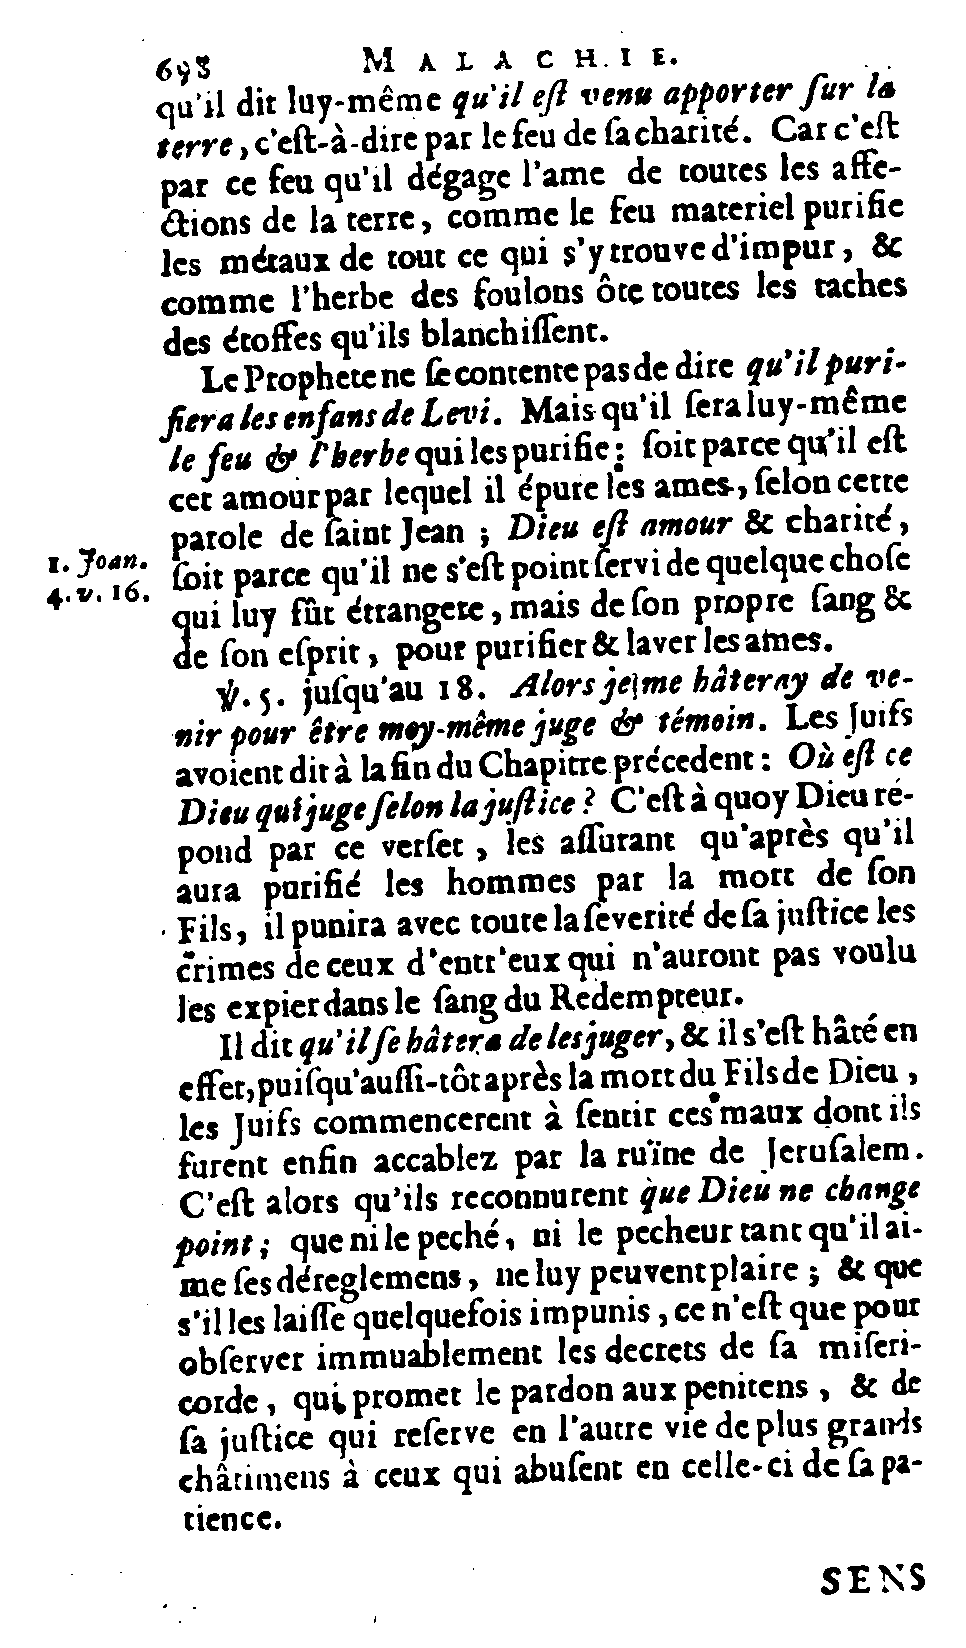 698 MALACHIE.
qu'il dit luy-même qu'il eſt venu apporter ſur la
terre, c'eſt-à-dire par le feu de ſa charité. Car c'eſt
par ce feu qu'il dégage l'ame de toutes les affe-
ctions de la terre, comme le feu materiel purifie
les métaux de tout ce qui s'y trouve d'impur, &
comme l'herbe des foulons ôte toutes les taches
des étoffes qu'ils blanchiſſent.
Le Prophete ne ſe contente pas de dire qu'il puri-
fiera les enfans de Levi. Mais qu'il ſera luy-même
le feu & l'herbe qui les purifie: ſoit parce qu'il eſt
cet amour par lequel il épure les ames, ſelon cette
parole de ſaint Jean; Dieu eſt amour & charité,
1. Joan.
4. v. 16.
ſoit parce qu'il ne s'eſt point ſervi de quelque choſe
qui luy fût étrangere, mais de ſon propre ſang &
de ſon eſprit, pour purifier & laver les ames.
℣. 5. juſqu'au 18. Alors je me hâteray de ve-
nir pour être moy-même juge & témoin. Les Juifs
avoient dit à la fin du Chapitre précedent: Où eſt ce
Dieu qui juge ſelon la juſtice? C'eſt à quoy Dieu ré-
pond par ce verſet, les aſſurant qu'après qu'il
aura purifié les hommes par la mort de ſon
Fils, il punira avec toute la ſeverité de ſa juſtice les
crimes de ceux d'entr'eux qui n'auront pas voulu
les expier dans le ſang du Redempteur.
Il dit qu'il ſe hâtera de les juger, & il s'eſt hâté en
effet, puiſqu'auſſi-tôt après la mort du Fils de Dieu,
les Juifs commencerent à ſentir ces maux dont ils
furent enfin accablez par la ruïne de Jeruſalem.
C'eſt alors qu'ils reconnurent que Dieu ne change
point; que ni le peché, ni le pecheur tant qu'il ai-
me ſes déreglemens, ne luy peuvent plaire; & que
s'il les laiſſe quelquefois impunis, ce n'eſt que pour
obſerver immuablement les decrets de ſa miſeri-
corde, qui promet le pardon aux penitens, & de
ſa juſtice qui reſerve en l'autre vie de plus grands
châtimens à ceux qui abuſent en celle-ci de ſa pa-
tience.
SENS